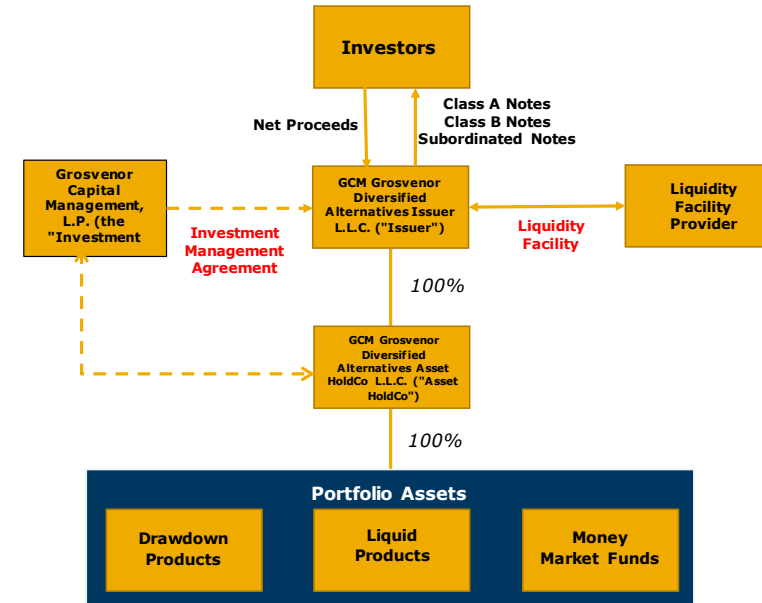 Investors
Net Proceeds
Class A Notes
Class B Notes
Subordinated Notes
Grosvenor
Capital
Management,
L.P. (the
"Investment
Investment
Management
Agreement
GCM Grosvenor
Diversified
Alternatives Issuer
L.L.C. ("Issuer")
Liquidity
Facility
Liquidity
Facility
Provider
100%
GCM Grosvenor
Diversified
Alternatives Asset
HoldCo L.L.C. ("Asset
HoldCo")
100%
Portfolio Assets
Drawdown
Products
Liquid
Products
Money
Market Funds